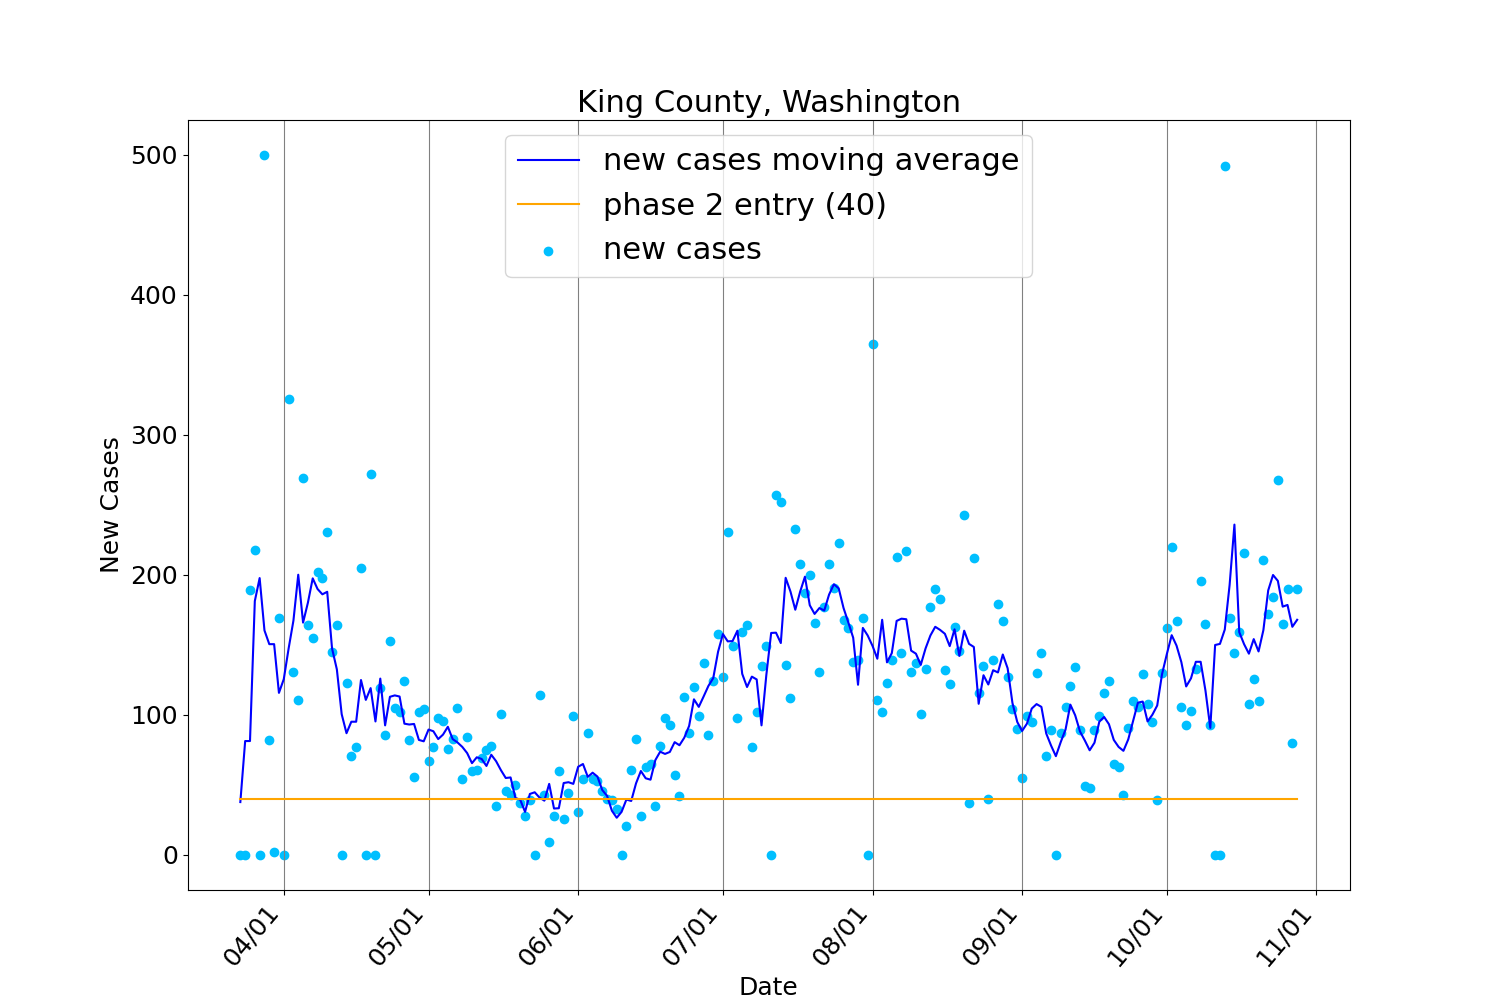 King County, Washington
new cases moving average
phase 2 entry (40)
new cases
500
400
300
200
100
0
New Cases
04/01
05/01
06/01
07/01
08/01
09/01
10/01
11/01
Date